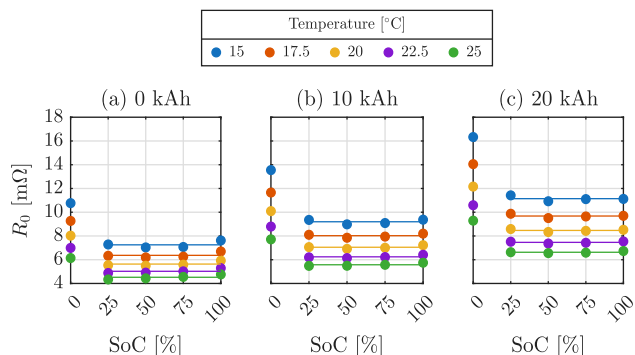 Temperature [°C]
15 17.5 20 22.5 25
(a) 0 kAh (b) 10 kAh (c) 20 kAh
18
16
14
12
10
8
6
4
R₀ [mΩ]
0 25 50 75 100 0 25 50 75 100 0 25 50 75 100
SoC [%] SoC [%] SoC [%]